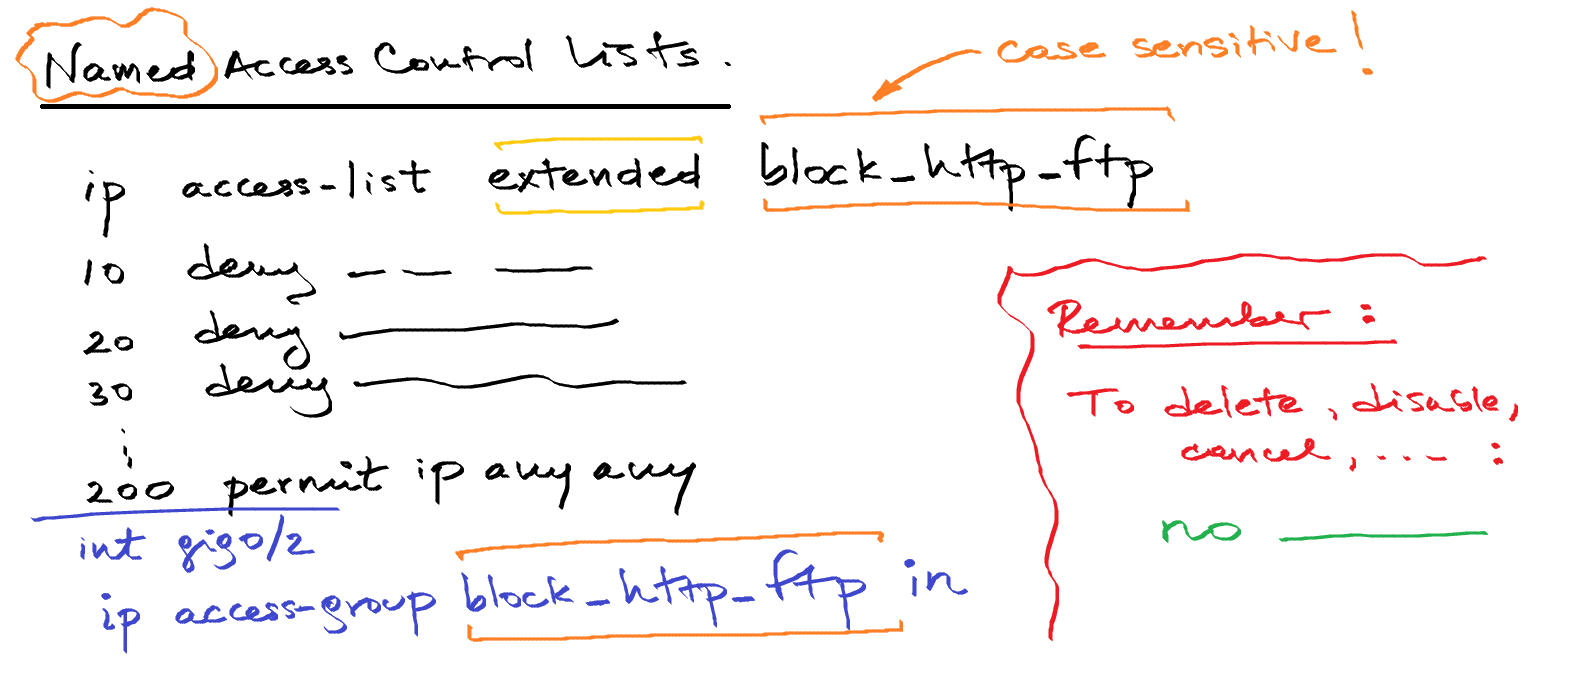 Named Access Control Lists.
case sensitive!
ip access-list extended block_http_ftp
10 deny
20 deny
30 deny
200 permit ip any any
int gig0/2
ip access-group block_http_ftp in
Remember:
To delete, disable,
cancel, ... :
no